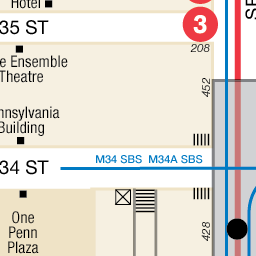 Hotel
SE
3
35 ST
208
e Ensemble
Theatre
452
nnsylvania
Building
M34 SBS M34A SBS
34 ST
One
Penn
Plaza
428